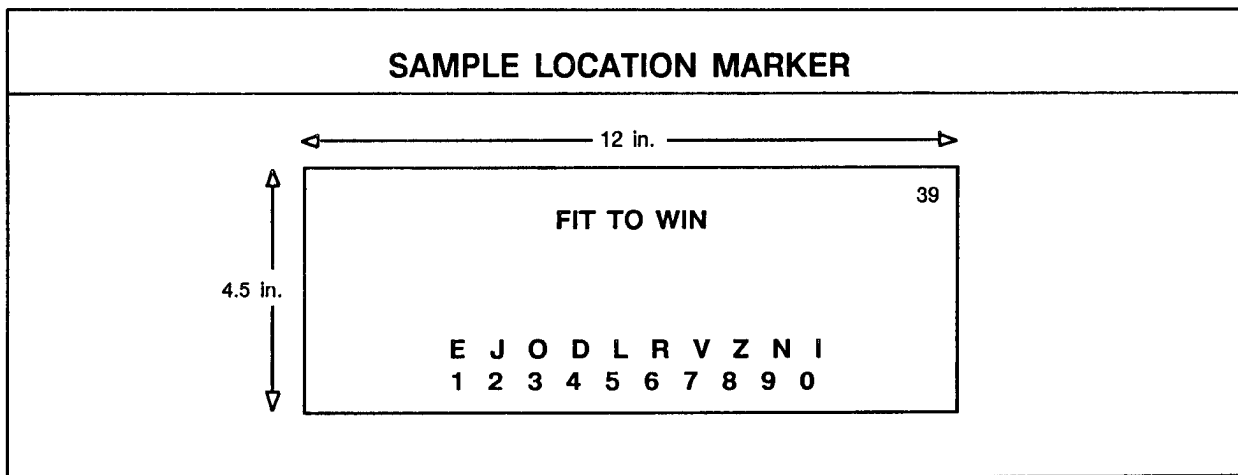 SAMPLE LOCATION MARKER
12 in.
39
FIT TO WIN
4.5 in.
E J O D L R V Z N I
1 2 3 4 5 6 7 8 9 0